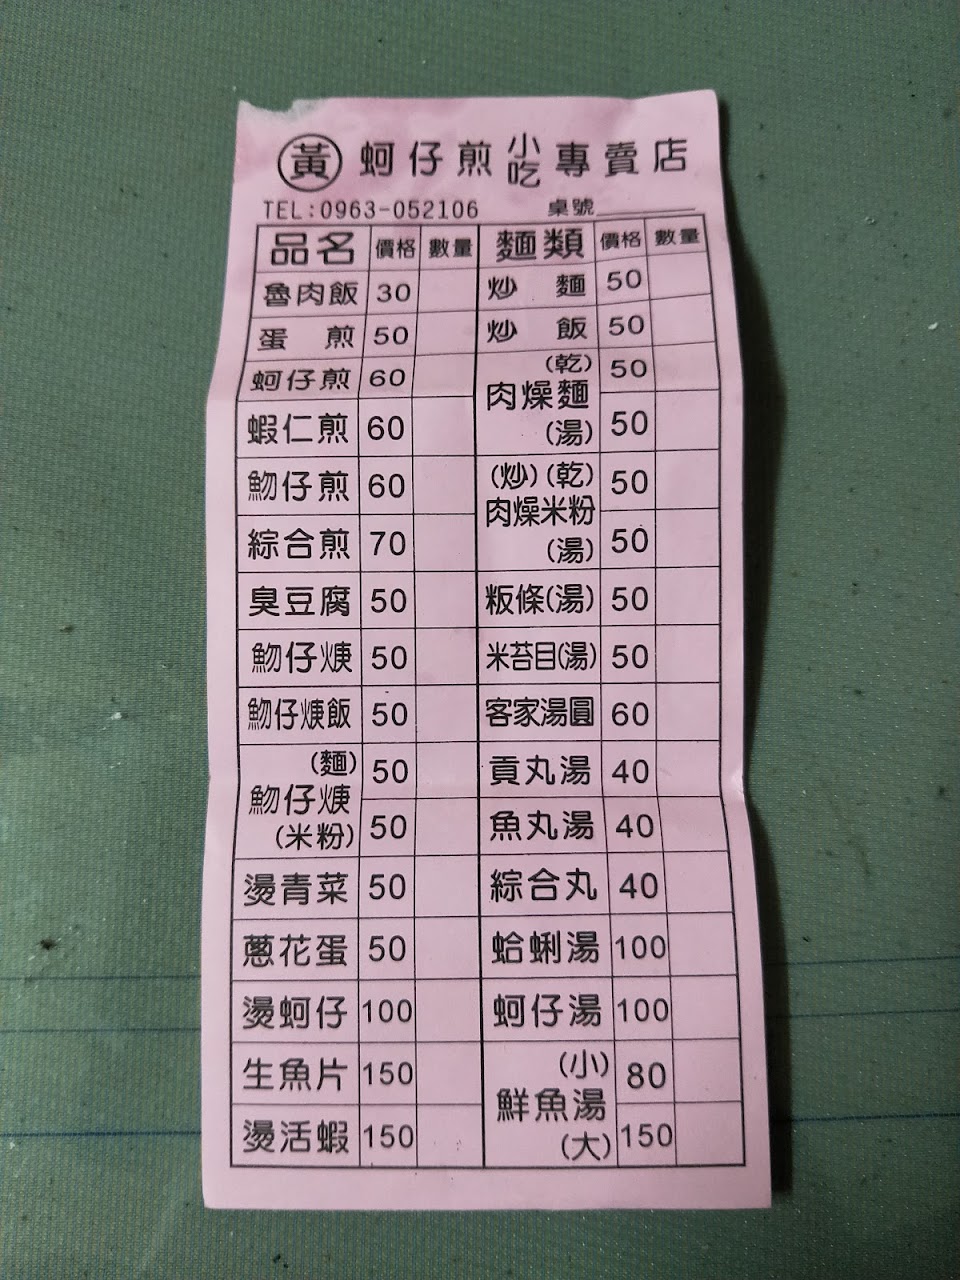 黃 蚵仔煎 小吃 專賣店
TEL:0963-052106 桌號
品名 價格 數量
魯肉飯 30
蛋煎 50
蚵仔煎 60
蝦仁煎 60
魩仔煎 60
綜合煎 70
臭豆腐 50
魩仔焿 50
魩仔焿飯 50
(麵) 50
魩仔焿
(米粉) 50
燙青菜 50
蔥花蛋 50
燙蚵仔 100
生魚片 150
燙活蝦 150
麵類 價格 數量
炒麵 50
炒飯 50
(乾) 50
肉燥麵
(湯) 50
(炒)(乾) 50
肉燥米粉
(湯) 50
粄條(湯) 50
米苔目(湯) 50
客家湯圓 60
貢丸湯 40
魚丸湯 40
綜合丸 40
蛤蜊湯 100
蚵仔湯 100
(小) 80
鮮魚湯
(大) 150